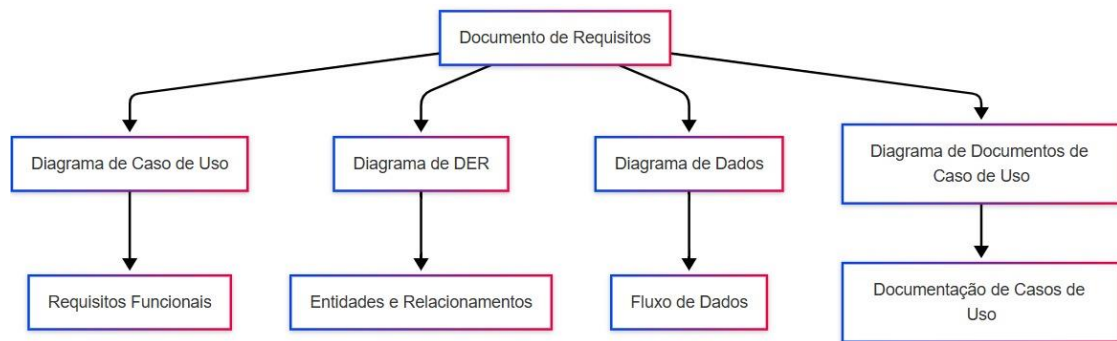 Documento de Requisitos
Diagrama de Caso de Uso
Diagrama de DER
Diagrama de Dados
Diagrama de Documentos de
Caso de Uso
Requisitos Funcionais
Entidades e Relacionamentos
Fluxo de Dados
Documentação de Casos de
Uso